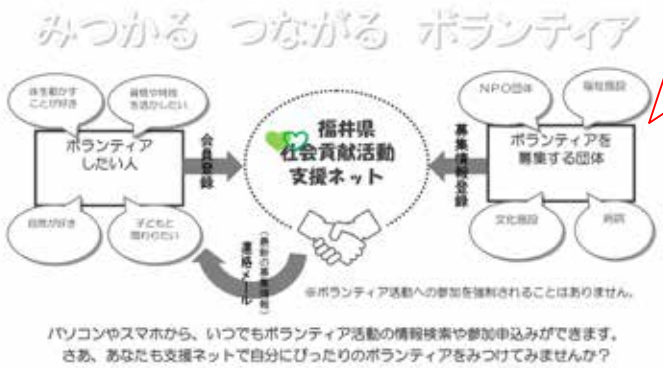 みつかる つながる ボランティア
体を動かす
ことが好き
資格や特技
を活かしたい
ボランティア
したい人
自然が好き
子どもと
関わりたい
会員登録
福井県
社会貢献活動
支援ネット
連絡メール
(最新の募集情報)
募集情報登録
NPO団体
福祉施設
ボランティアを
募集する団体
文化施設
病院
※ボランティア活動への参加を強制されることはありません。
パソコンやスマホから、いつでもボランティア活動の情報検索や参加申込みができます。
さあ、あなたも支援ネットで自分にぴったりのボランティアをみつけてみませんか?